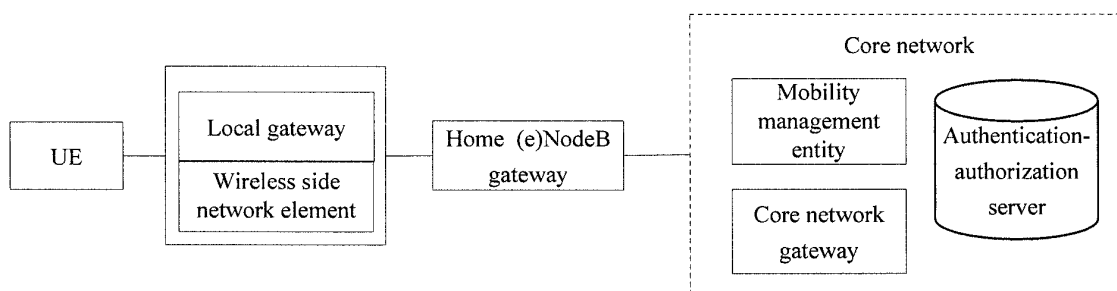 UE
Local gateway
Wireless side
network element
Home (e)NodeB
gateway
Core network
Mobility
management
entity
Core network
gateway
Authentication-
authorization
server